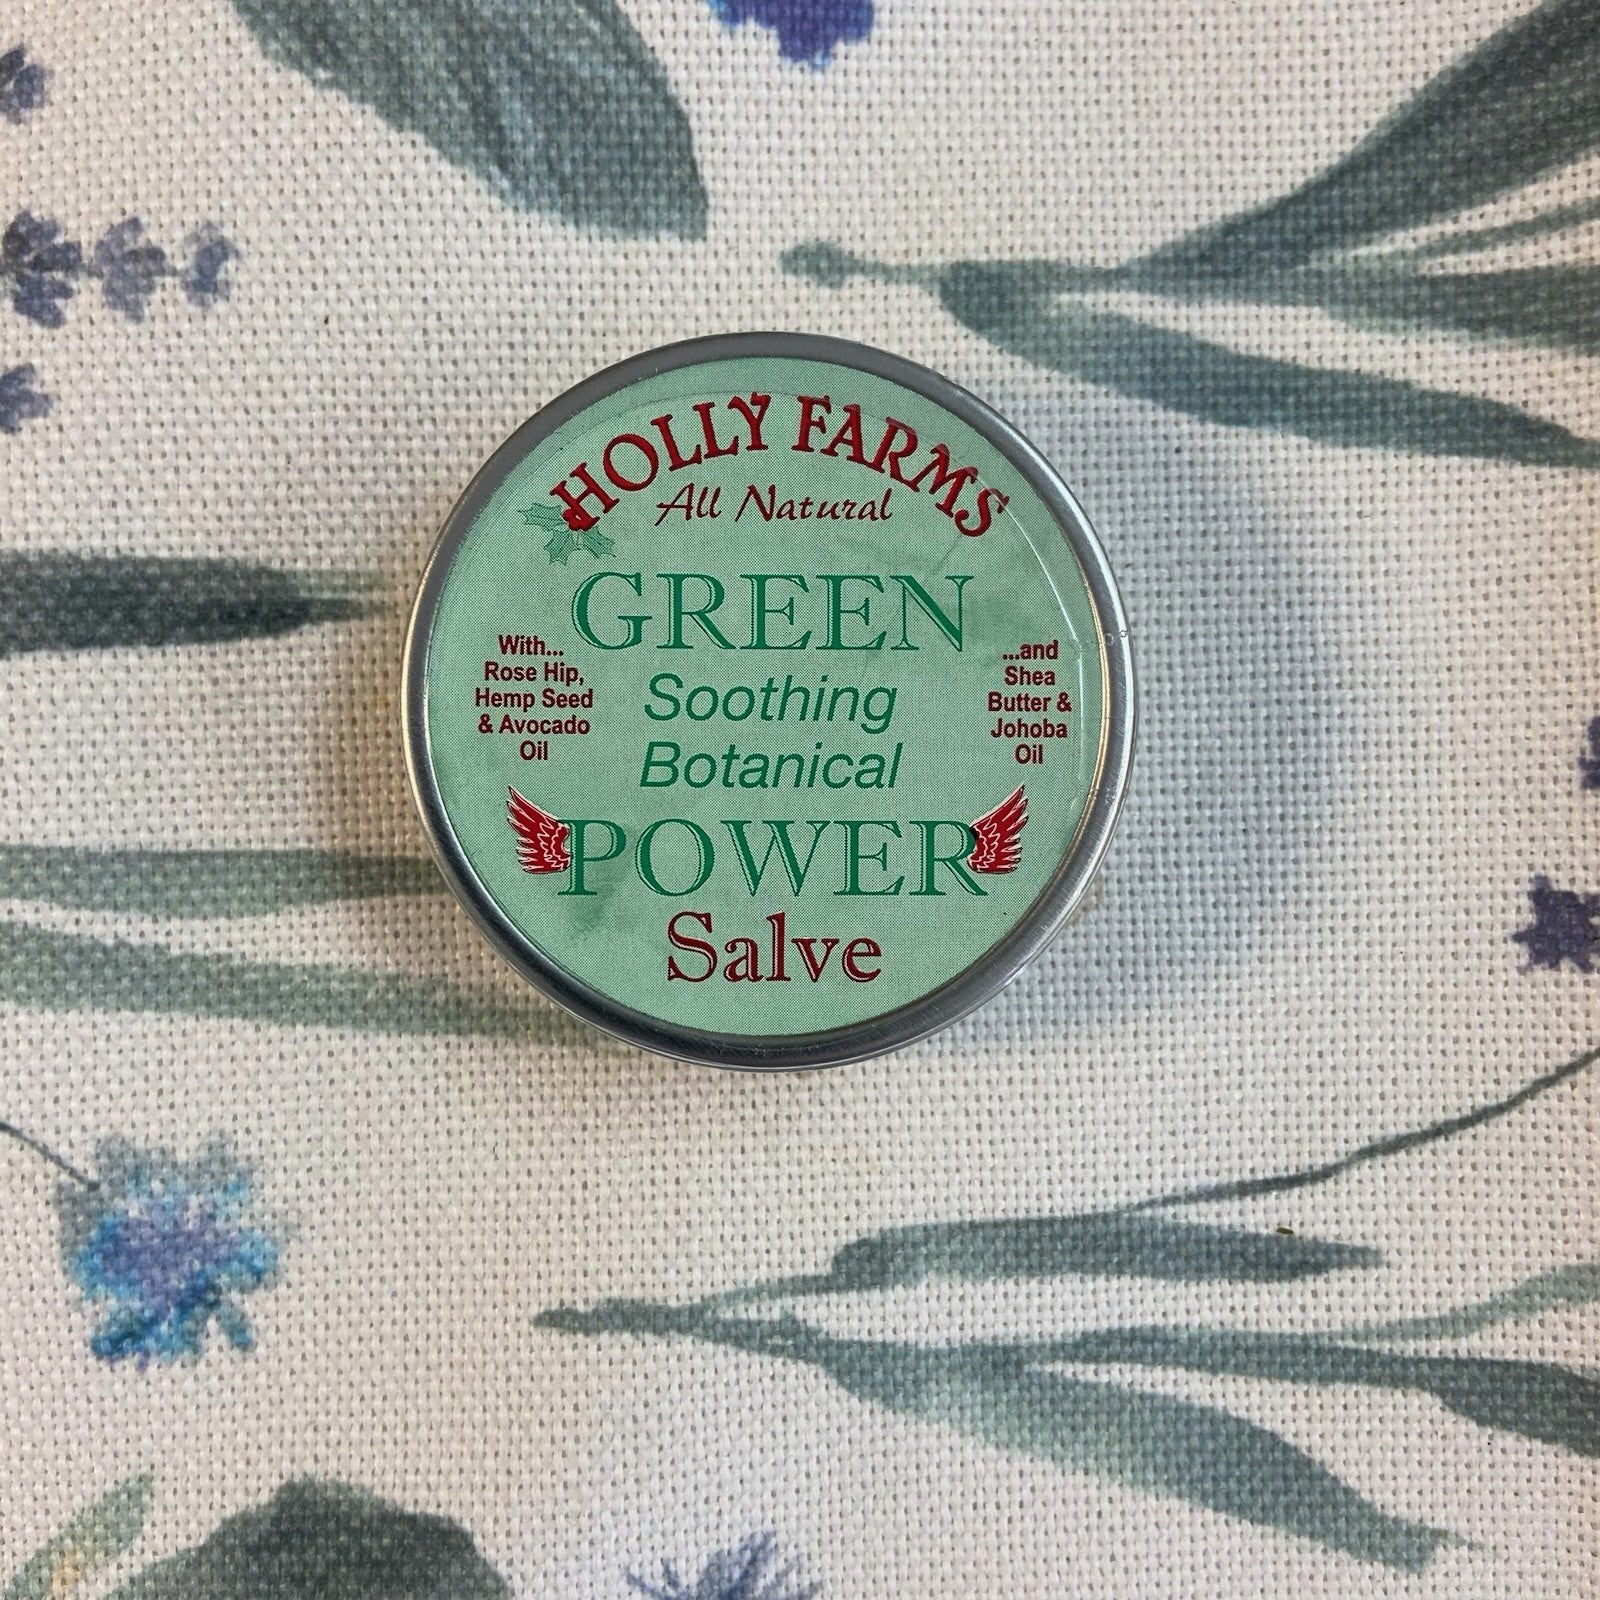 HOLLY FARMS
All Natural
GREEN
With...
Rose Hip,
Hemp Seed
& Avocado
Oil
Soothing
Botanical
...and
Shea
Butter &
Johoba
Oil
POWER
Salve